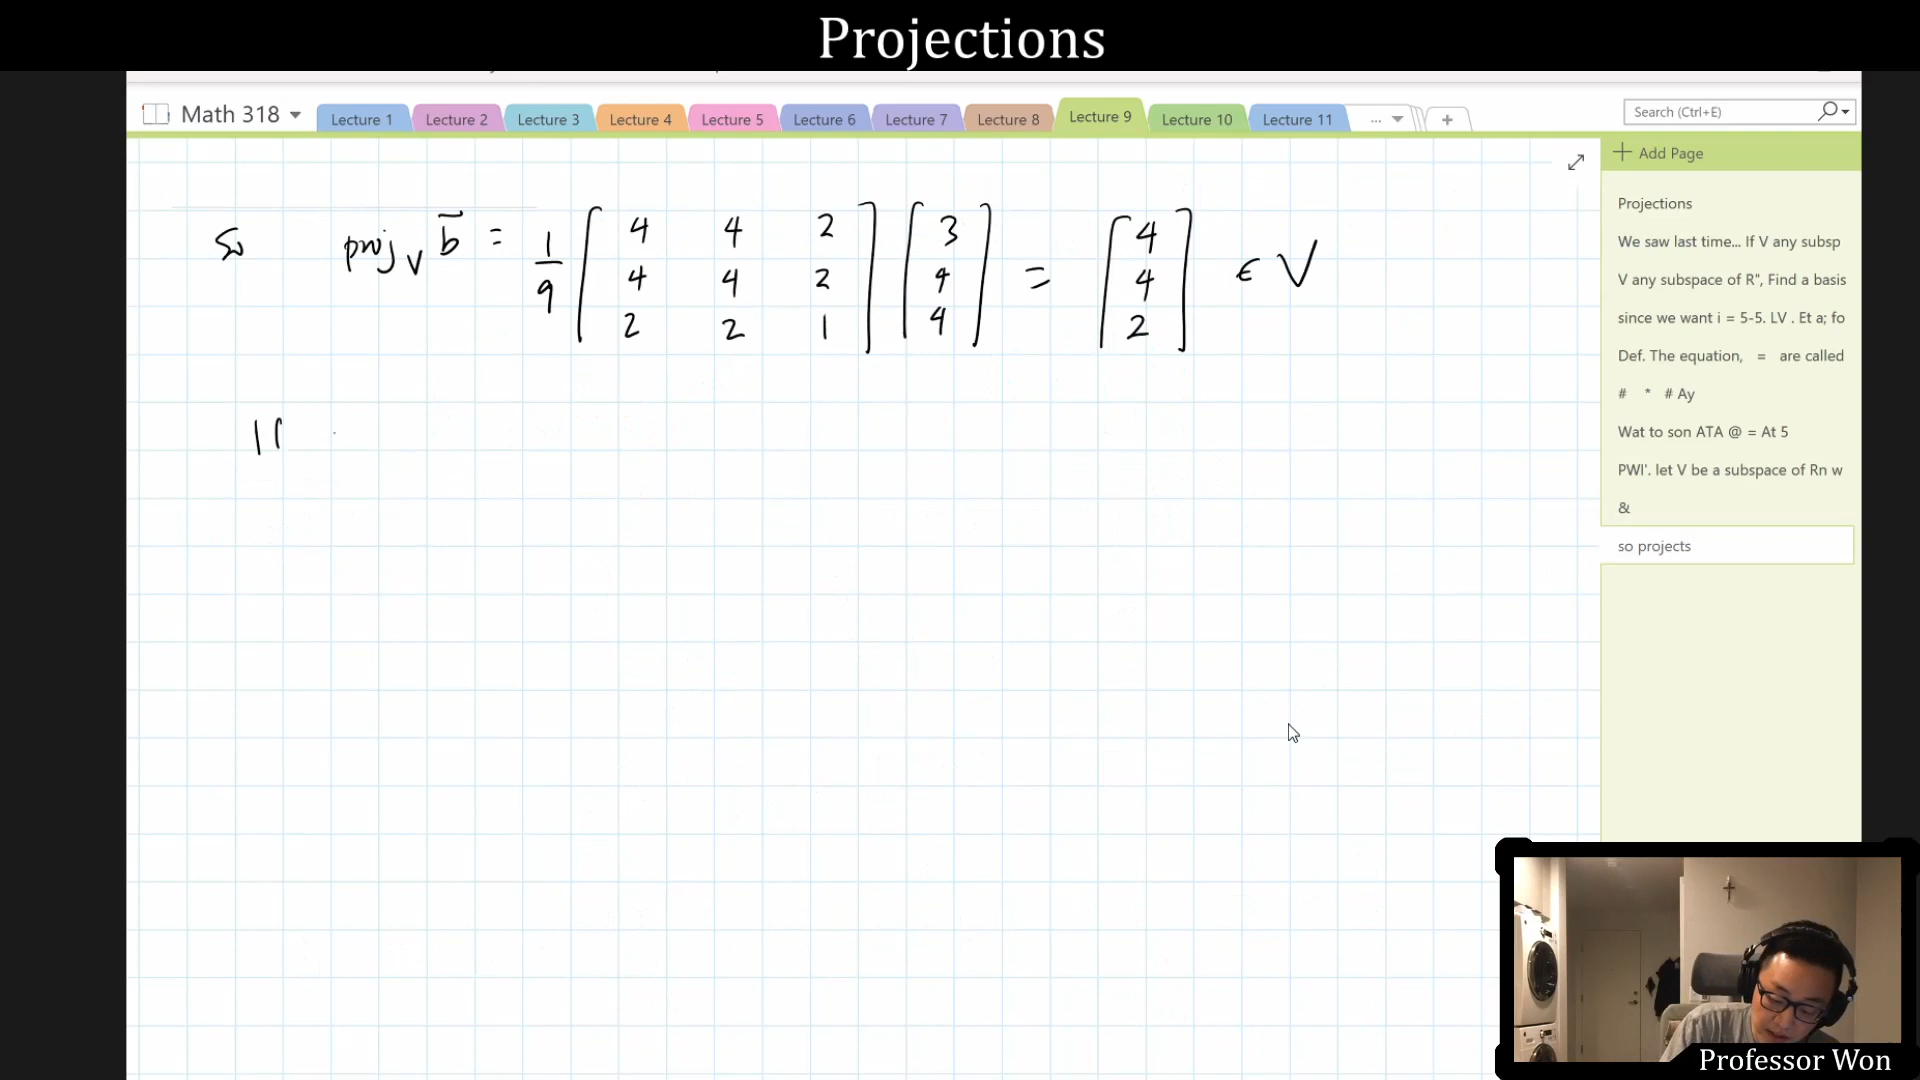 Projections
Math 318
Lecture 1
Lecture 2
Lecture 3
Lecture 4
Lecture 5
Lecture 6
Lecture 7
Lecture 8
Lecture 9
Lecture 10
Lecture 11
...
+
Search (Ctrl+E)
+ Add Page
Projections
We saw last time... If V any subsp
V any subspace of R", Find a basis
since we want i = 5-5. LV . Et a; fo
Def. The equation, = are called
# * # Ay
Wat to son ATA @ = At 5
PWI'. let V be a subspace of Rn w
&
so projects
So proj_V b̄ = 1/9 [4 4 2; 4 4 2; 2 2 1] [3; 4; 4] = [4; 4; 2] ∈ V
Professor Won